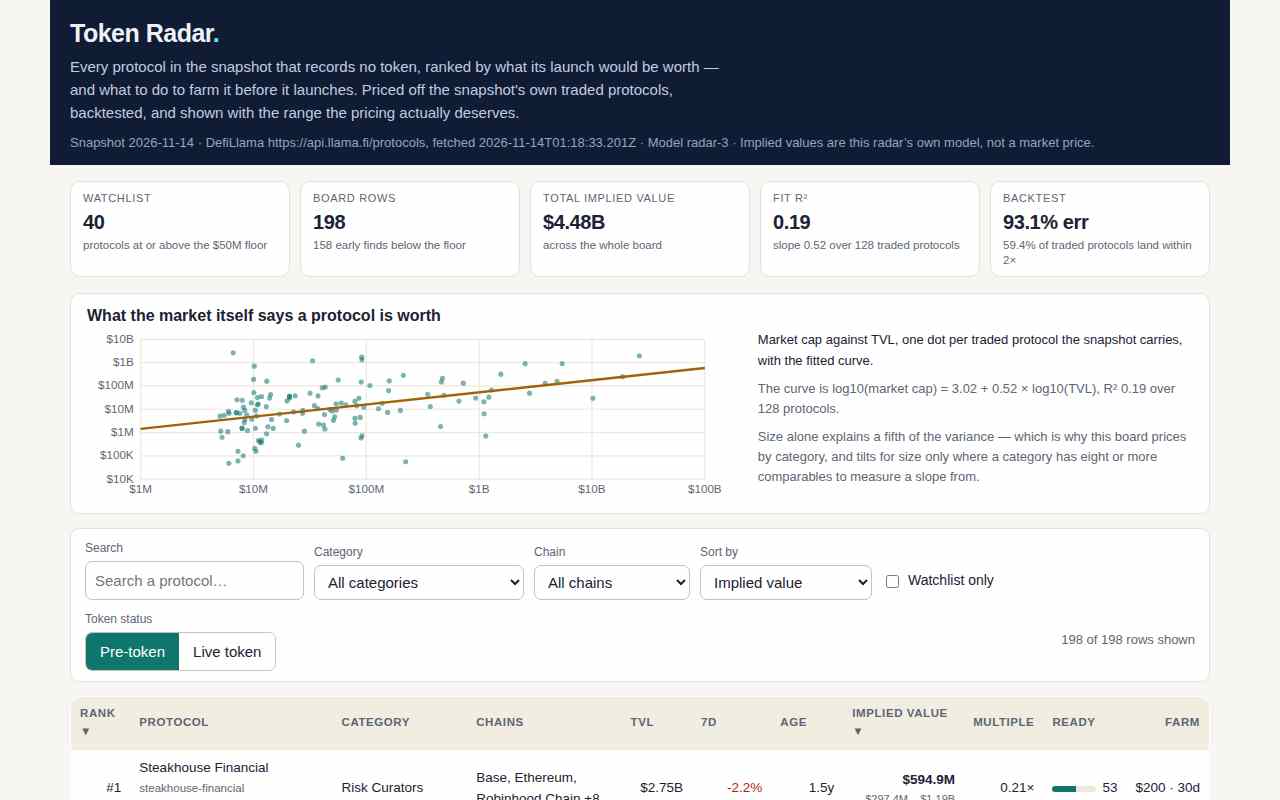 Token Radar.
Every protocol in the snapshot that records no token, ranked by what its launch would be worth —
and what to do to farm it before it launches. Priced off the snapshot's own traded protocols,
backtested, and shown with the range the pricing actually deserves.
Snapshot 2026-11-14 · DefiLlama https://api.llama.fi/protocols, fetched 2026-11-14T01:18:33.201Z · Model radar-3 · Implied values are this radar's own model, not a market price.
WATCHLIST
40
protocols at or above the $50M floor
BOARD ROWS
198
158 early finds below the floor
TOTAL IMPLIED VALUE
$4.48B
across the whole board
FIT R²
0.19
slope 0.52 over 128 traded protocols
BACKTEST
93.1% err
59.4% of traded protocols land within
2×
What the market itself says a protocol is worth
$10B
$1B
$100M
$10M
$1M
$100K
$10K
$1M $10M $100M $1B $10B $100B
Market cap against TVL, one dot per traded protocol the snapshot carries,
with the fitted curve.
The curve is log10(market cap) = 3.02 + 0.52 × log10(TVL), R² 0.19 over
128 protocols.
Size alone explains a fifth of the variance — which is why this board prices
by category, and tilts for size only where a category has eight or more
comparables to measure a slope from.
Search
Search a protocol…
Category
All categories
Chain
All chains
Sort by
Implied value
Watchlist only
Token status
Pre-token Live token
198 of 198 rows shown
RANK ▼ PROTOCOL CATEGORY CHAINS TVL 7D AGE IMPLIED VALUE ▼ MULTIPLE READY FARM
#1
Steakhouse Financial
steakhouse-financial
Risk Curators
Base, Ethereum,
Robinhood Chain +8
$2.75B
-2.2%
1.5y
$594.9M
$297.4M – $1.19B
0.21×
53
$200 · 30d